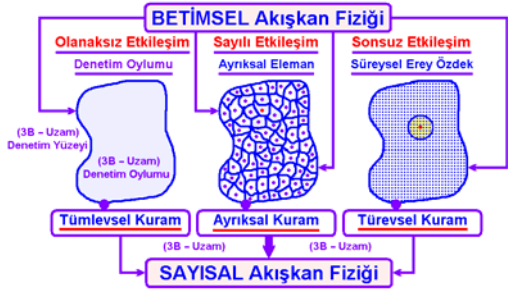 BETİMSEL Akışkan Fiziği
Olanaksız Etkileşim
Sayılı Etkileşim
Sonsuz Etkileşim
Denetim Oylumu
Ayrıksal Eleman
Süreysel Erey Özdek
(3B – Uzam)
Denetim Yüzeyi
(3B – Uzam)
Denetim Oylumu
Tümlevsel Kuram
Ayrıksal Kuram
Türevsel Kuram
(3B – Uzam)
(3B – Uzam)
SAYISAL Akışkan Fiziği